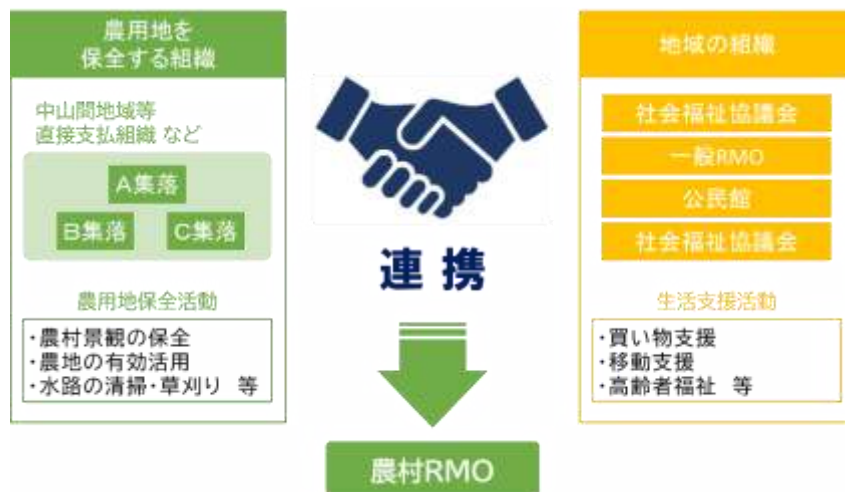 農用地を
保全する組織
中山間地域等
直接支払組織 など
A集落
B集落
C集落
農用地保全活動
・農村景観の保全
・農地の有効活用
・水路の清掃・草刈り 等
連携
農村RMO
地域の組織
社会福祉協議会
一般RMO
公民館
社会福祉協議会
生活支援活動
・買い物支援
・移動支援
・高齢者福祉 等